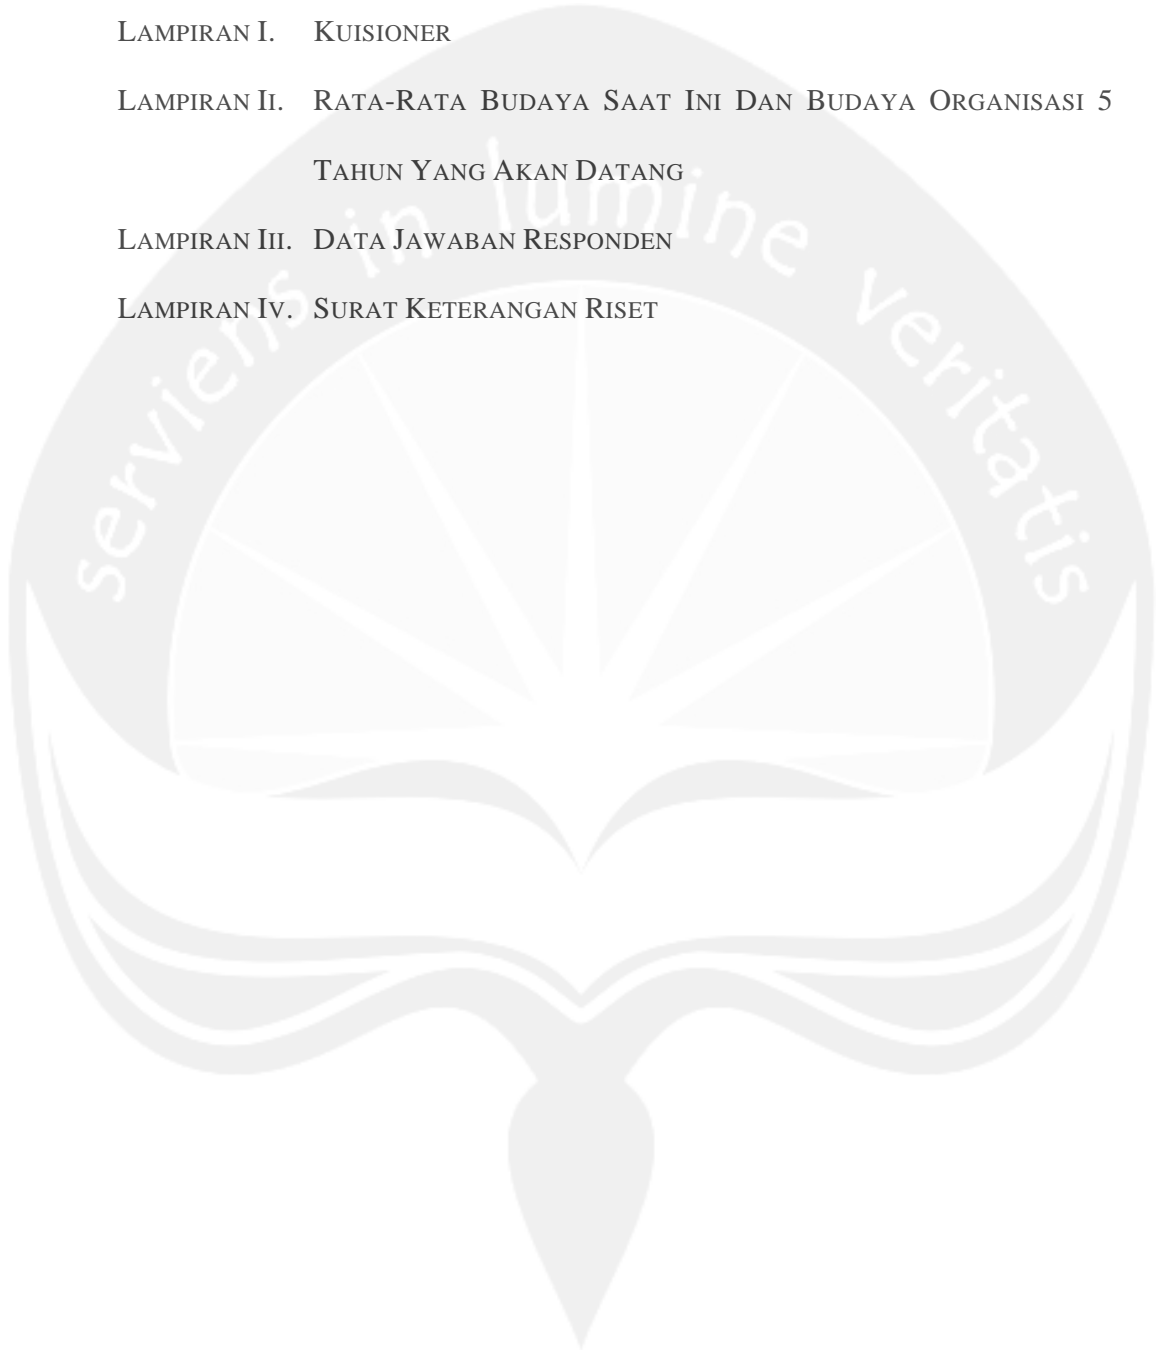 LAMPIRAN I. KUISIONER
LAMPIRAN II. RATA-RATA BUDAYA SAAT INI DAN BUDAYA ORGANISASI 5
TAHUN YANG AKAN DATANG
LAMPIRAN III. DATA JAWABAN RESPONDEN
LAMPIRAN IV. SURAT KETERANGAN RISET
serviens in lumine veritatis